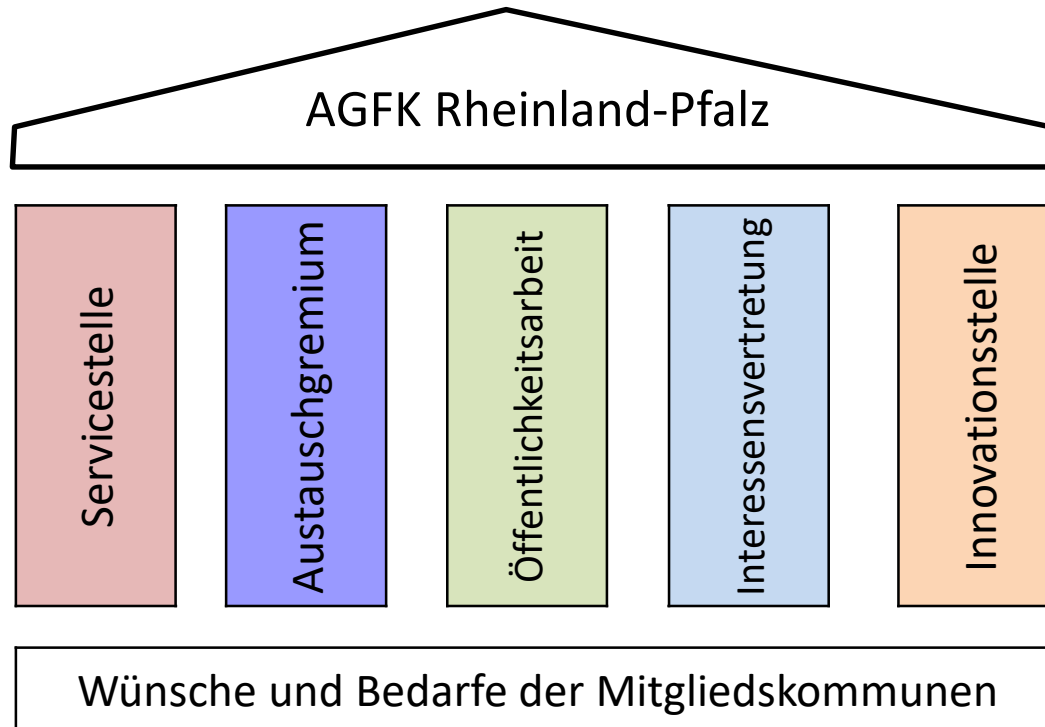 AGFK Rheinland-Pfalz
Servicestelle
Austauschgremium
Öffentlichkeitsarbeit
Interessensvertretung
Innovationsstelle
Wünsche und Bedarfe der Mitgliedskommunen